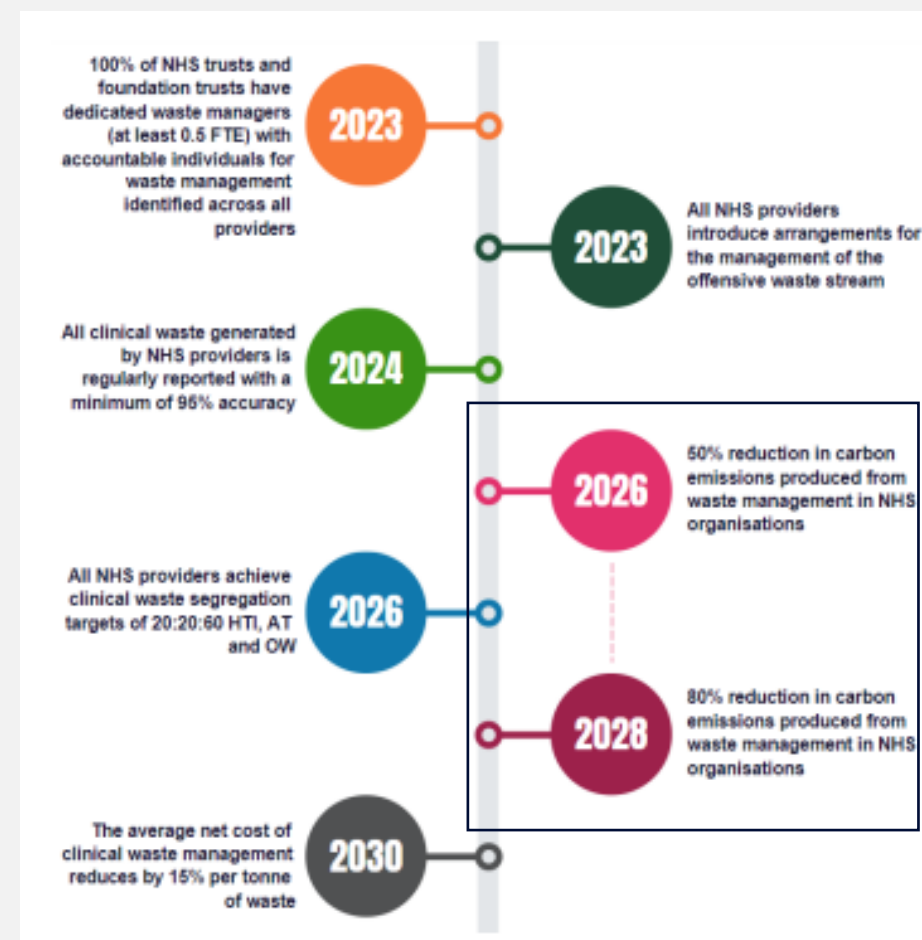 100% of NHS trusts and
foundation trusts have
dedicated waste managers
(at least 0.5 FTE) with
accountable individuals for
waste management
identified across all
providers
2023
2023
All NHS providers
introduce arrangements for
the management of the
offensive waste stream
All clinical waste generated
by NHS providers is
regularly reported with a
minimum of 95% accuracy
2024
2026
50% reduction in carbon
emissions produced from
waste management in NHS
organisations
All NHS providers achieve
clinical waste segregation
targets of 20:20:60 HTI, AT
and OW
2026
2028
80% reduction in carbon
emissions produced from
waste management in NHS
organisations
The average net cost of
clinical waste management
reduces by 15% per tonne
of waste
2030